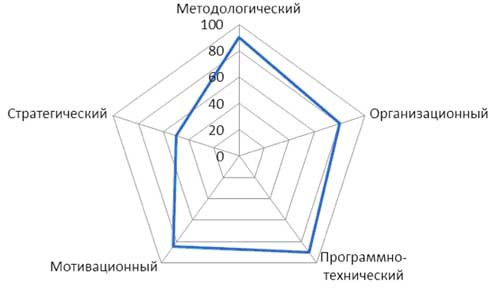 Методологический
100
80
60
40
20
0
Стратегический
Организационный
Мотивационный
Программно-
технический